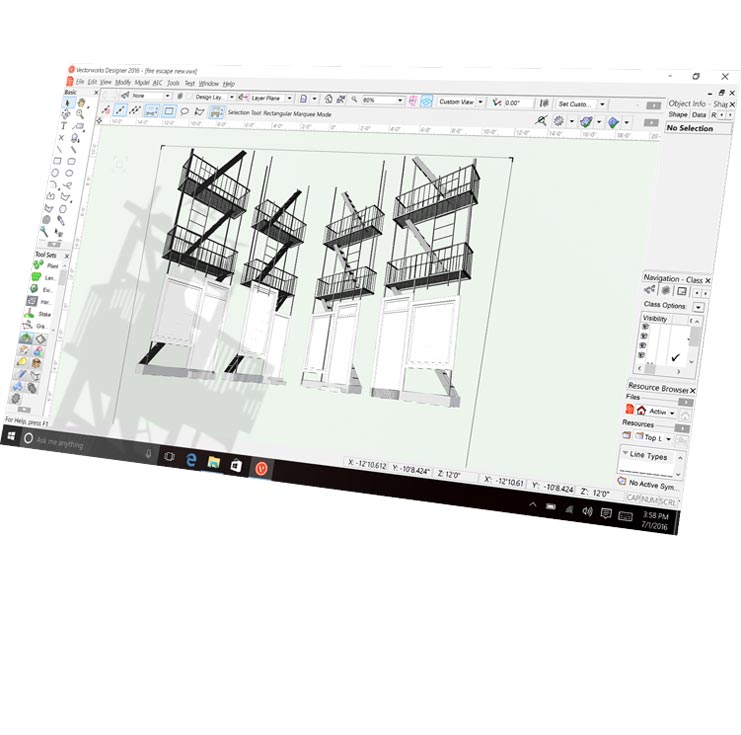 Vectorworks Designer 2016 - [fire escape new.vwx]
File Edit View Modify Model AEC Tools Text Window Help
Basic
None
Design Lay...
Layer Plane
60%
Custom View
0.00°
Set Custo...
Object Info - Shap
Selection Tool: Rectangular Marquee Mode
Shape Data R
No Selection
Tool Sets
Plant
Lan...
Ex...
Stake
Gra...
Navigation - Class
Class Options:
Visibility
Resource Browser
Files
Activ
Resources
Top L
Line Types
No Active Sym...
For Help, press F1
X: -12'10.612 Y: -10'8.424" Z: 12'0" X': -12'10.61 Y': -10'8.424 Z': 12'0"
CAP NUM SCRL
Ask me anything
3:58 PM
7/1/2016